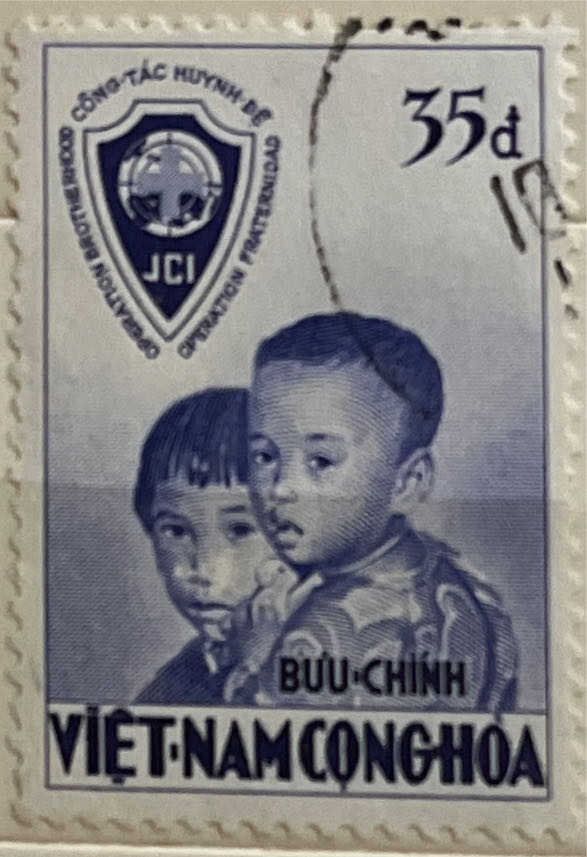 CÔNG·TÁC HUYNH-ĐỆ
OPERATION BROTHERHOOD
OPERATION FRATERNIDAD
JCI
35đ
BƯU·CHÍNH
VIỆT·NAM CỘNG·HÒA